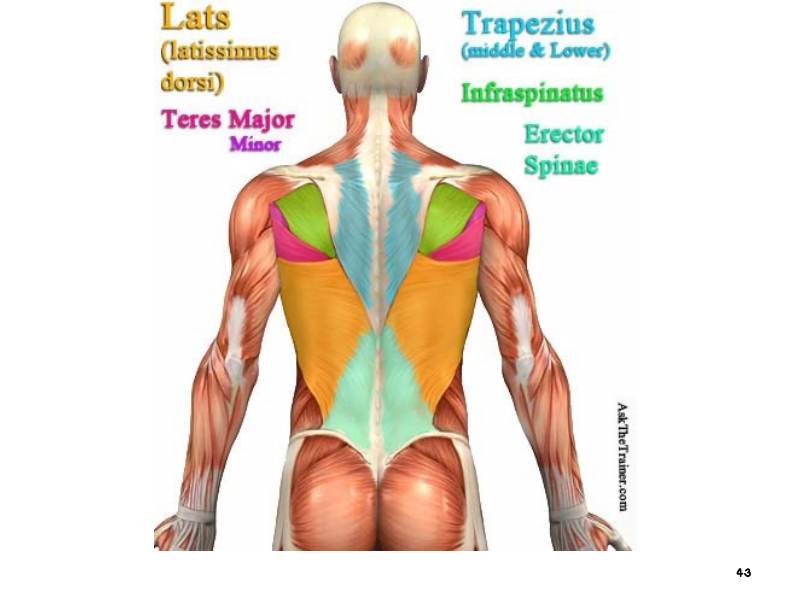 Lats
(latissimus
dorsi)
Teres Major
Minor
Trapezius
(middle & Lower)
Infraspinatus
Erector
Spinae
AskTheTrainer.com
43